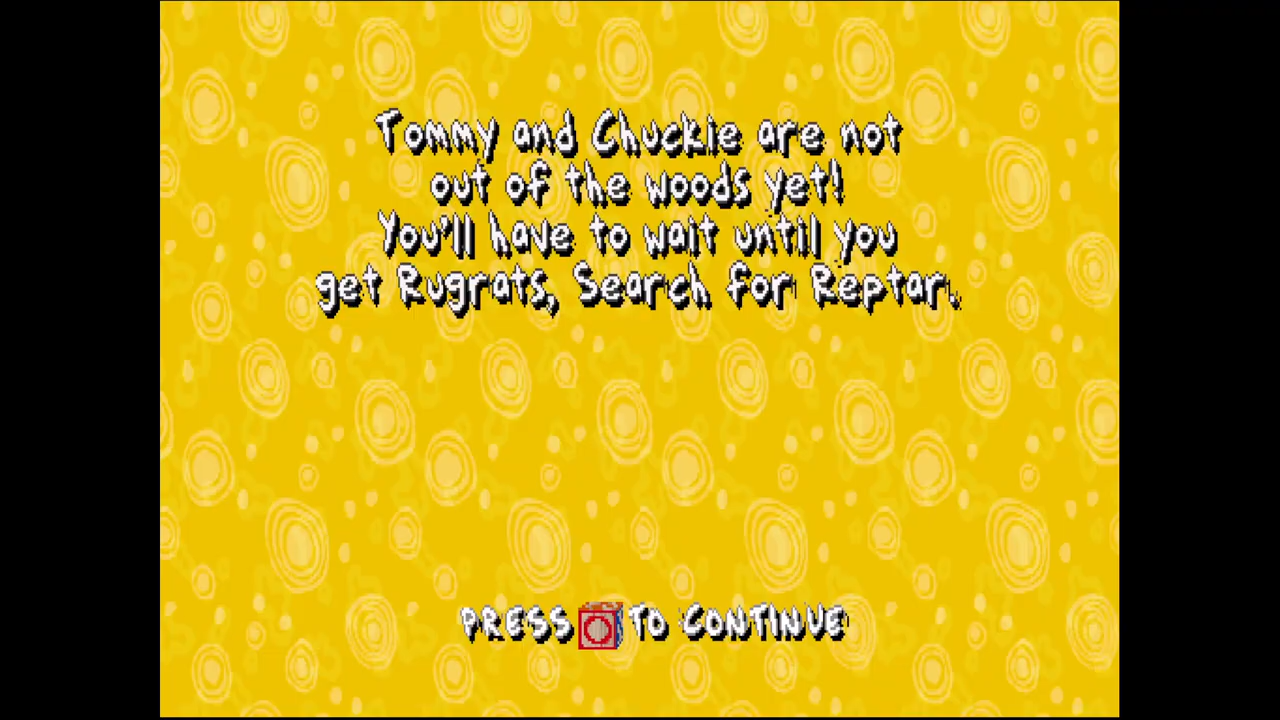 Tommy and Chuckie are not
out of the woods yet!
You'll have to wait until you
get Rugrats, Search for Reptar.
PRESS TO CONTINUE